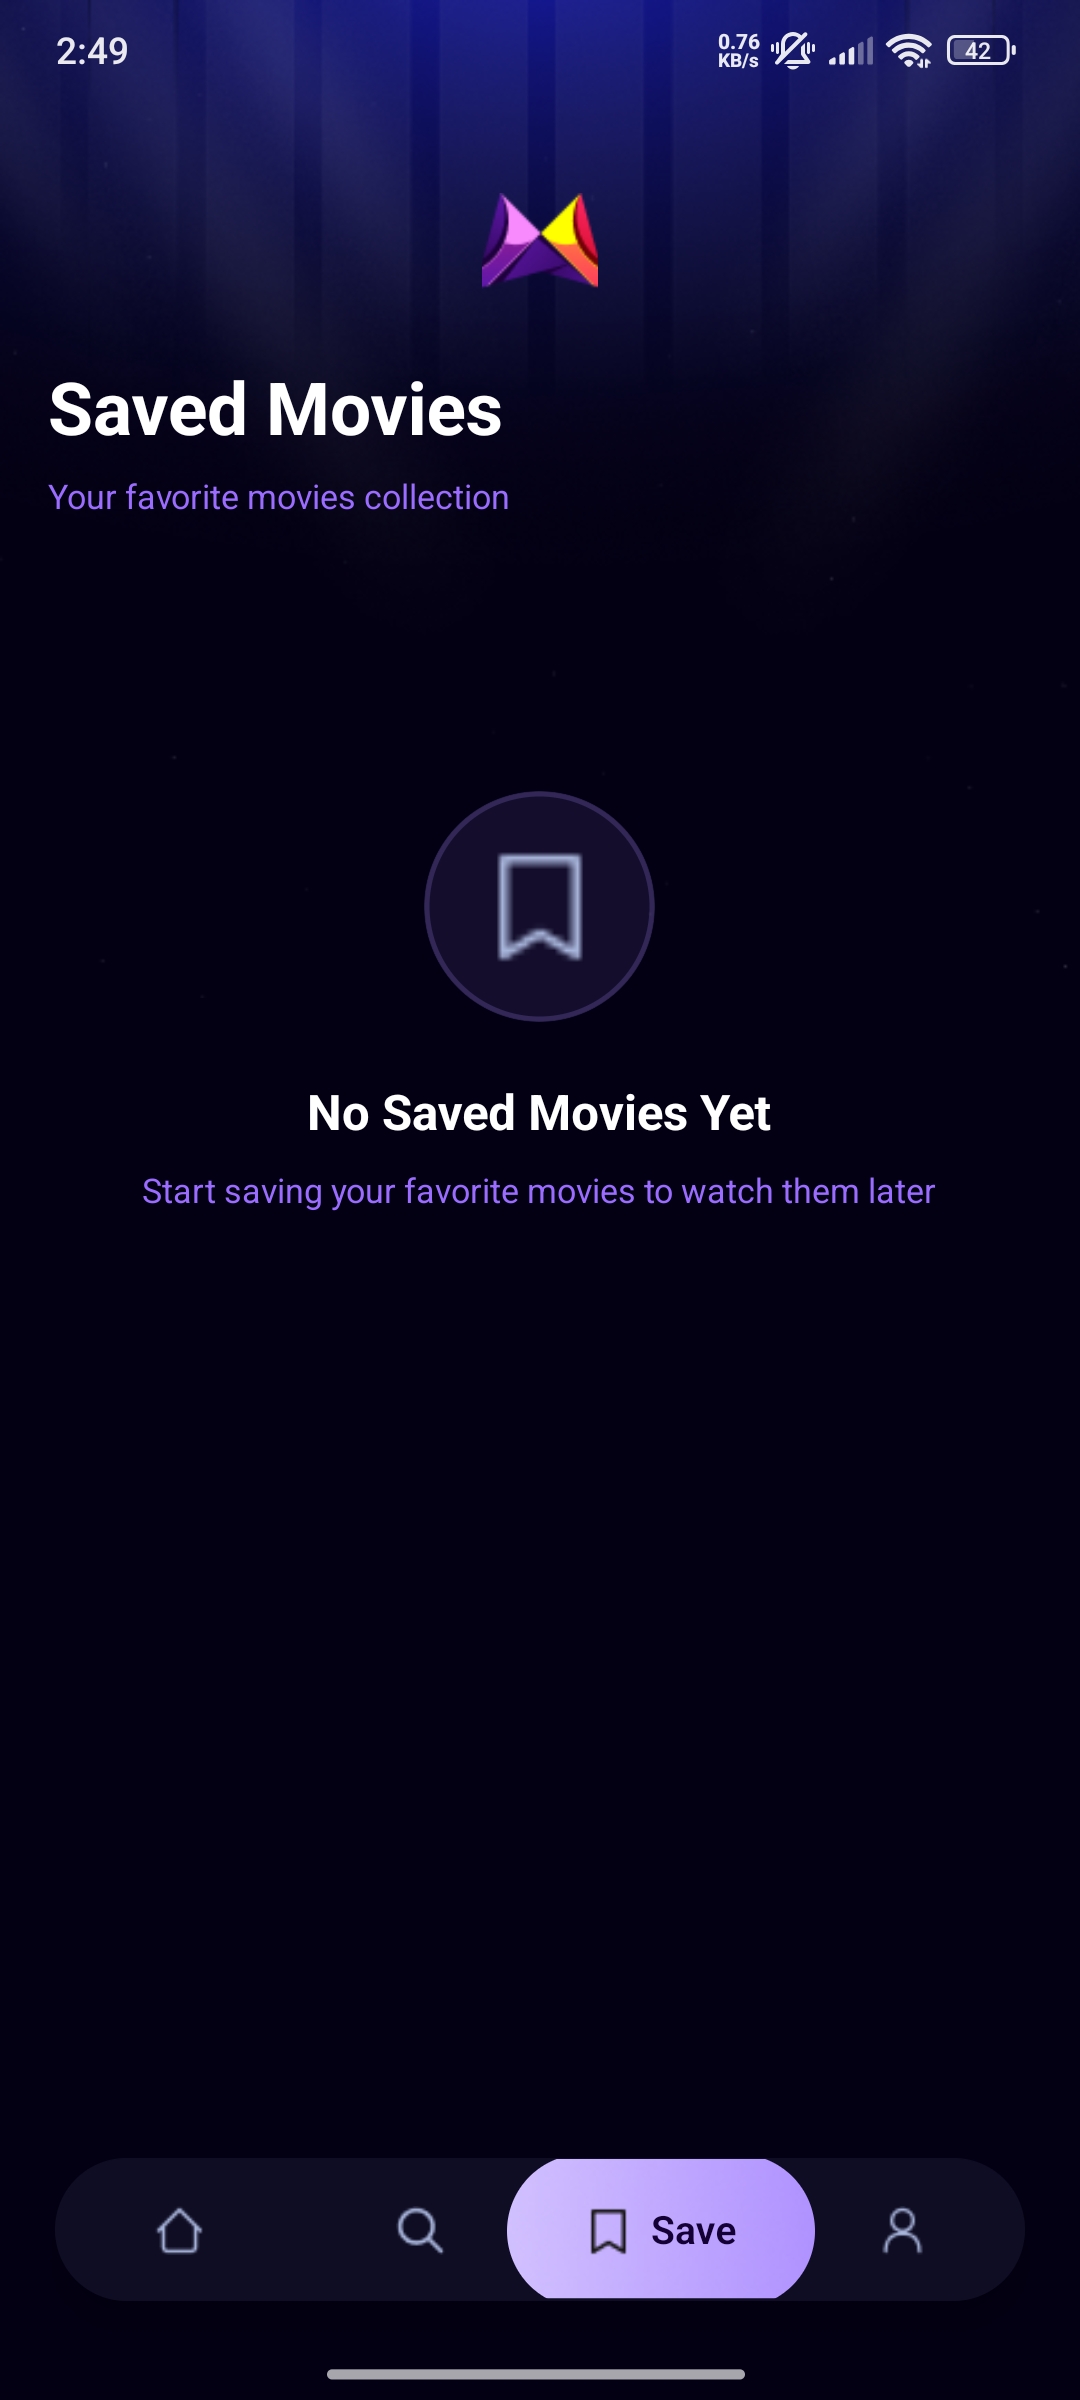 2:49
0.76
KB/s
42
Saved Movies
Your favorite movies collection
No Saved Movies Yet
Start saving your favorite movies to watch them later
Save